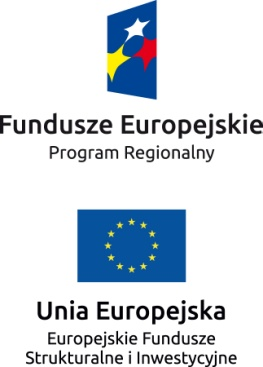 Fundusze Europejskie
Program Regionalny
Unia Europejska
Europejskie Fundusze
Strukturalne i Inwestycyjne